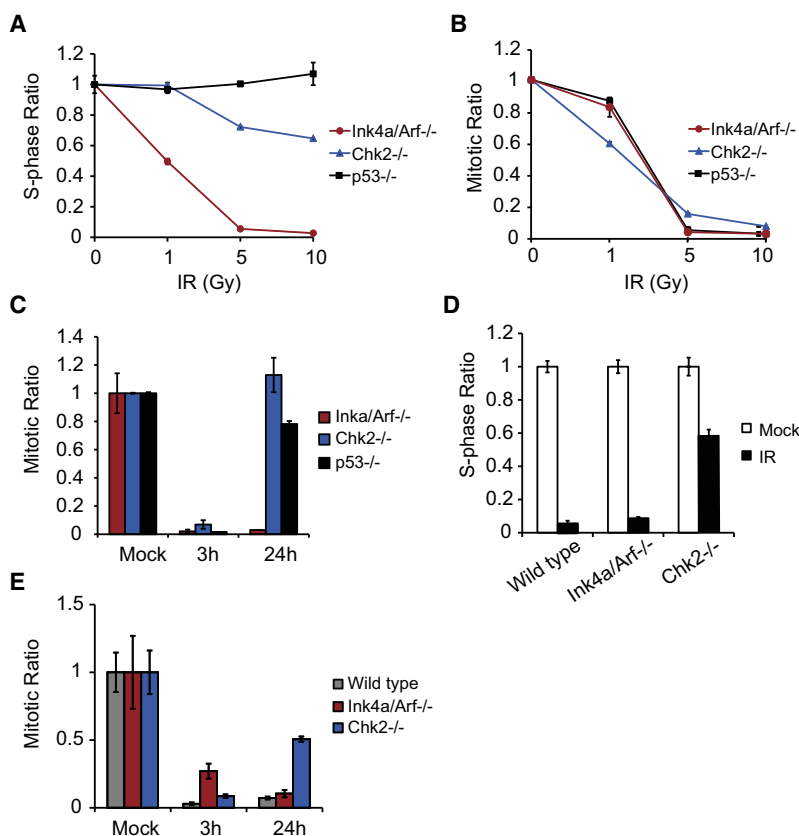 A
S-phase Ratio
1.2
1
0.8
0.6
0.4
0.2
0
0 1 5 10
IR (Gy)
Ink4a/Arf-/-
Chk2-/-
p53-/-
B
Mitotic Ratio
1.2
1
0.8
0.6
0.4
0.2
0
0 1 5 10
IR (Gy)
Ink4a/Arf-/-
Chk2-/-
p53-/-
C
Mitotic Ratio
1.4
1.2
1
0.8
0.6
0.4
0.2
0
Mock 3h 24h
Inka/Arf-/-
Chk2-/-
p53-/-
D
S-phase Ratio
1.2
1
0.8
0.6
0.4
0.2
0
Wild type
Ink4a/Arf-/-
Chk2-/-
Mock
IR
E
Mitotic Ratio
1.5
1
0.5
0
Mock 3h 24h
Wild type
Ink4a/Arf-/-
Chk2-/-